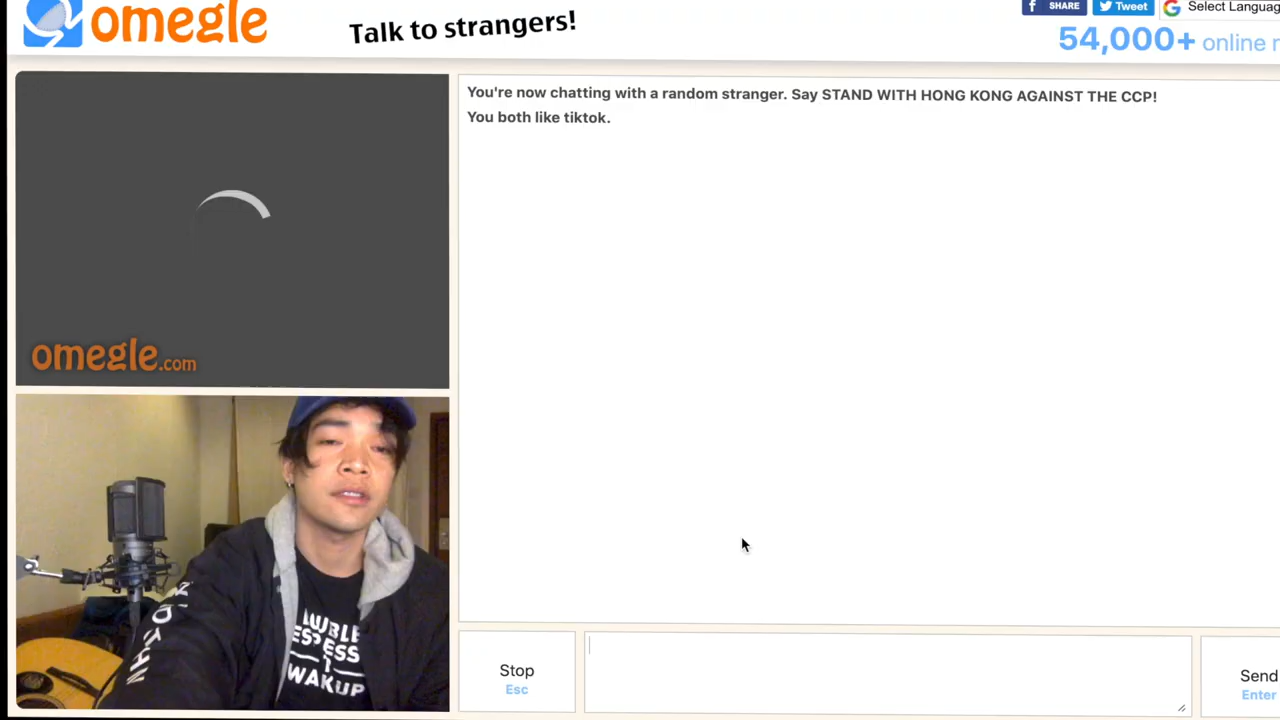 omegle
Talk to strangers!
SHARE
Tweet
Select Languag
54,000+ online
You're now chatting with a random stranger. Say STAND WITH HONG KONG AGAINST THE CCP!
You both like tiktok.
omegle.com
Stop
Esc
Send
Enter